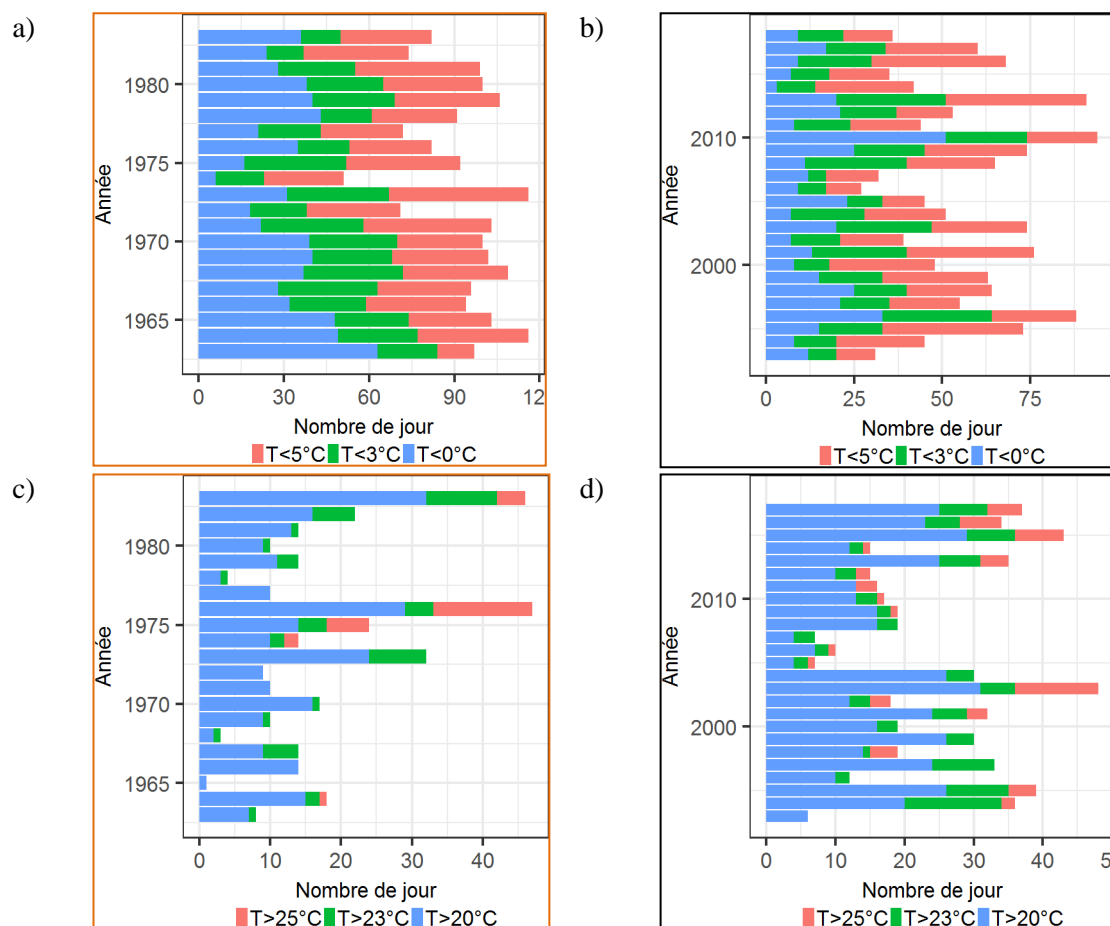 a)
1980
1975
1970
1965
Année
0 30 60 90 12
Nombre de jour
T<5°C T<3°C T<0°C
b)
2010
2000
Année
0 25 50 75
Nombre de jour
T<5°C T<3°C T<0°C
c)
1980
1975
1970
1965
Année
0 10 20 30 40
Nombre de jour
T>25°C T>23°C T>20°C
d)
2010
2000
Année
0 10 20 30 40 50
Nombre de jour
T>25°C T>23°C T>20°C